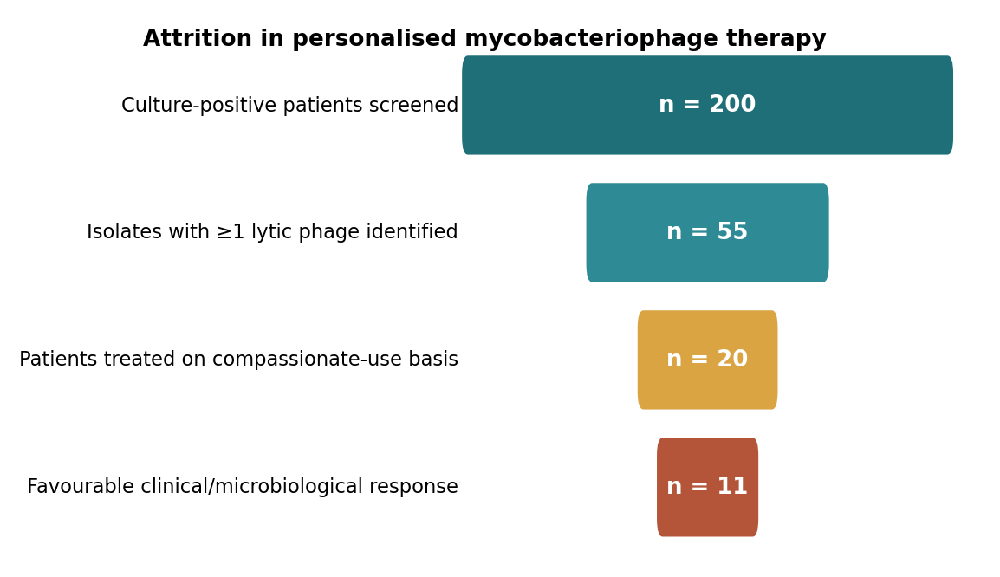 Attrition in personalised mycobacteriophage therapy
Culture-positive patients screened n = 200
Isolates with ≥1 lytic phage identified n = 55
Patients treated on compassionate-use basis n = 20
Favourable clinical/microbiological response n = 11